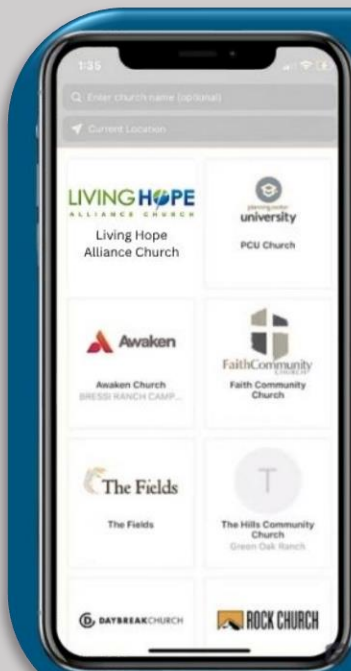 1:35
Enter church name (optional)
Current Location
LIVING HOPE
ALLIANCE CHURCH
Living Hope
Alliance Church
planning center
university
PCU Church
Awaken
Awaken Church
BRESSI RANCH CAMP...
FaithCommunity
CHURCH
Faith Community
Church
The Fields
The Fields
T
The Hills Community
Church
Green Oak Ranch
DAYBREAKCHURCH
ROCK CHURCH